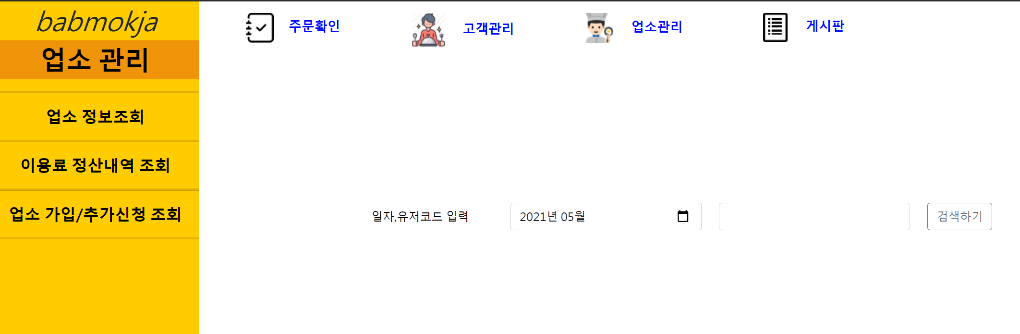 babmokja
업소 관리
업소 정보조회
이용료 정산내역 조회
업소 가입/추가신청 조회
주문확인 고객관리 업소관리 게시판
일자,유저코드 입력 2021년 05월 검색하기